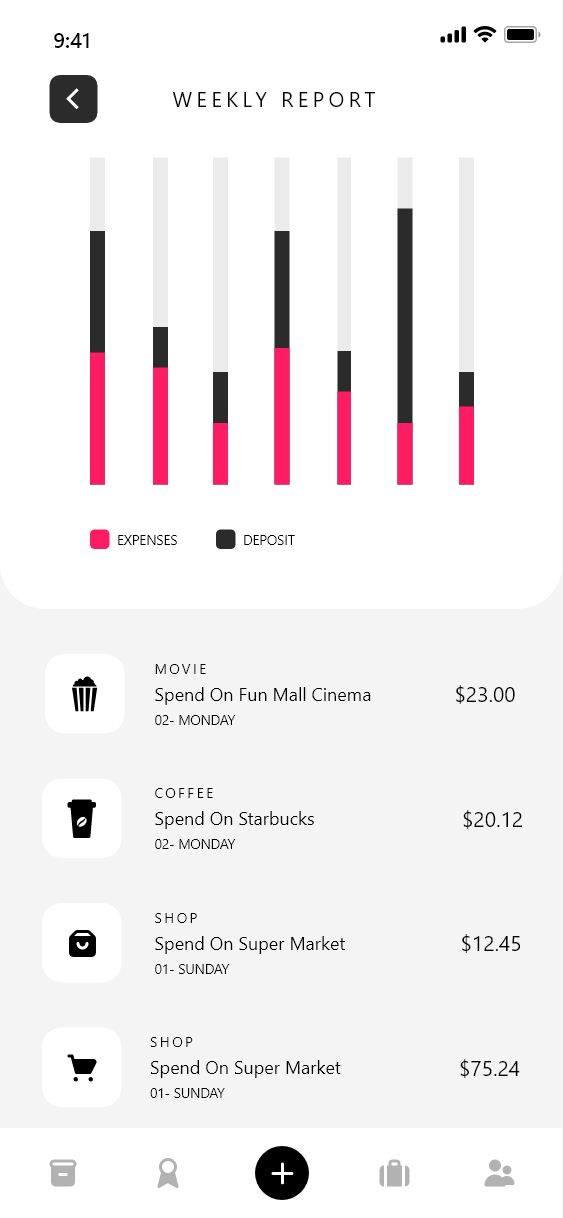 9:41
WEEKLY REPORT
EXPENSES
DEPOSIT
MOVIE
Spend On Fun Mall Cinema
$23.00
02- MONDAY
COFFEE
Spend On Starbucks
$20.12
02- MONDAY
SHOP
Spend On Super Market
$12.45
01- SUNDAY
SHOP
Spend On Super Market
$75.24
01- SUNDAY